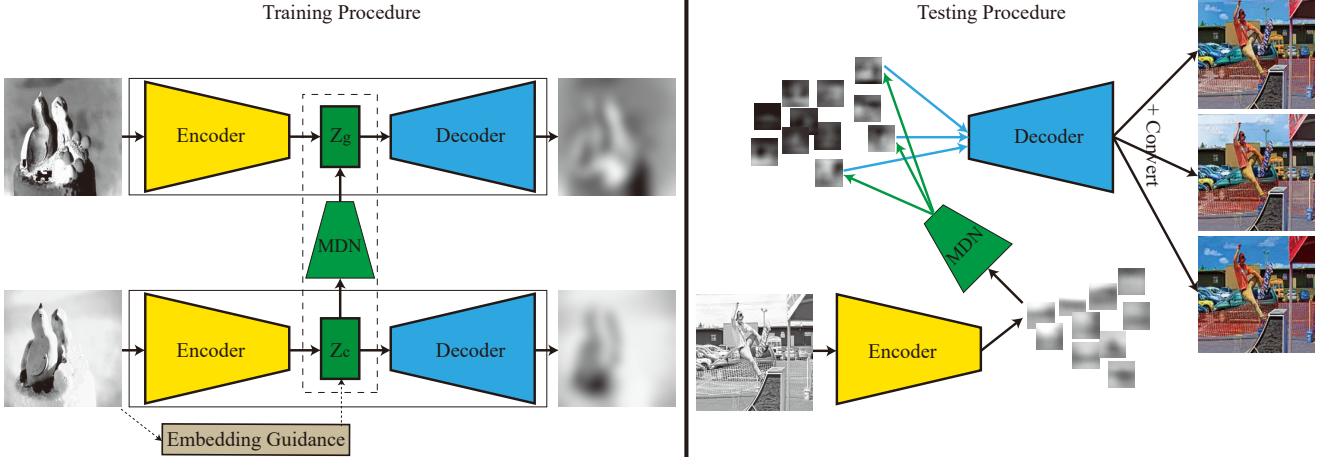 Training Procedure
Encoder
Zg
Decoder
MDN
Encoder
Zc
Decoder
Embedding Guidance
Testing Procedure
Decoder
+ Convert
MDN
Encoder